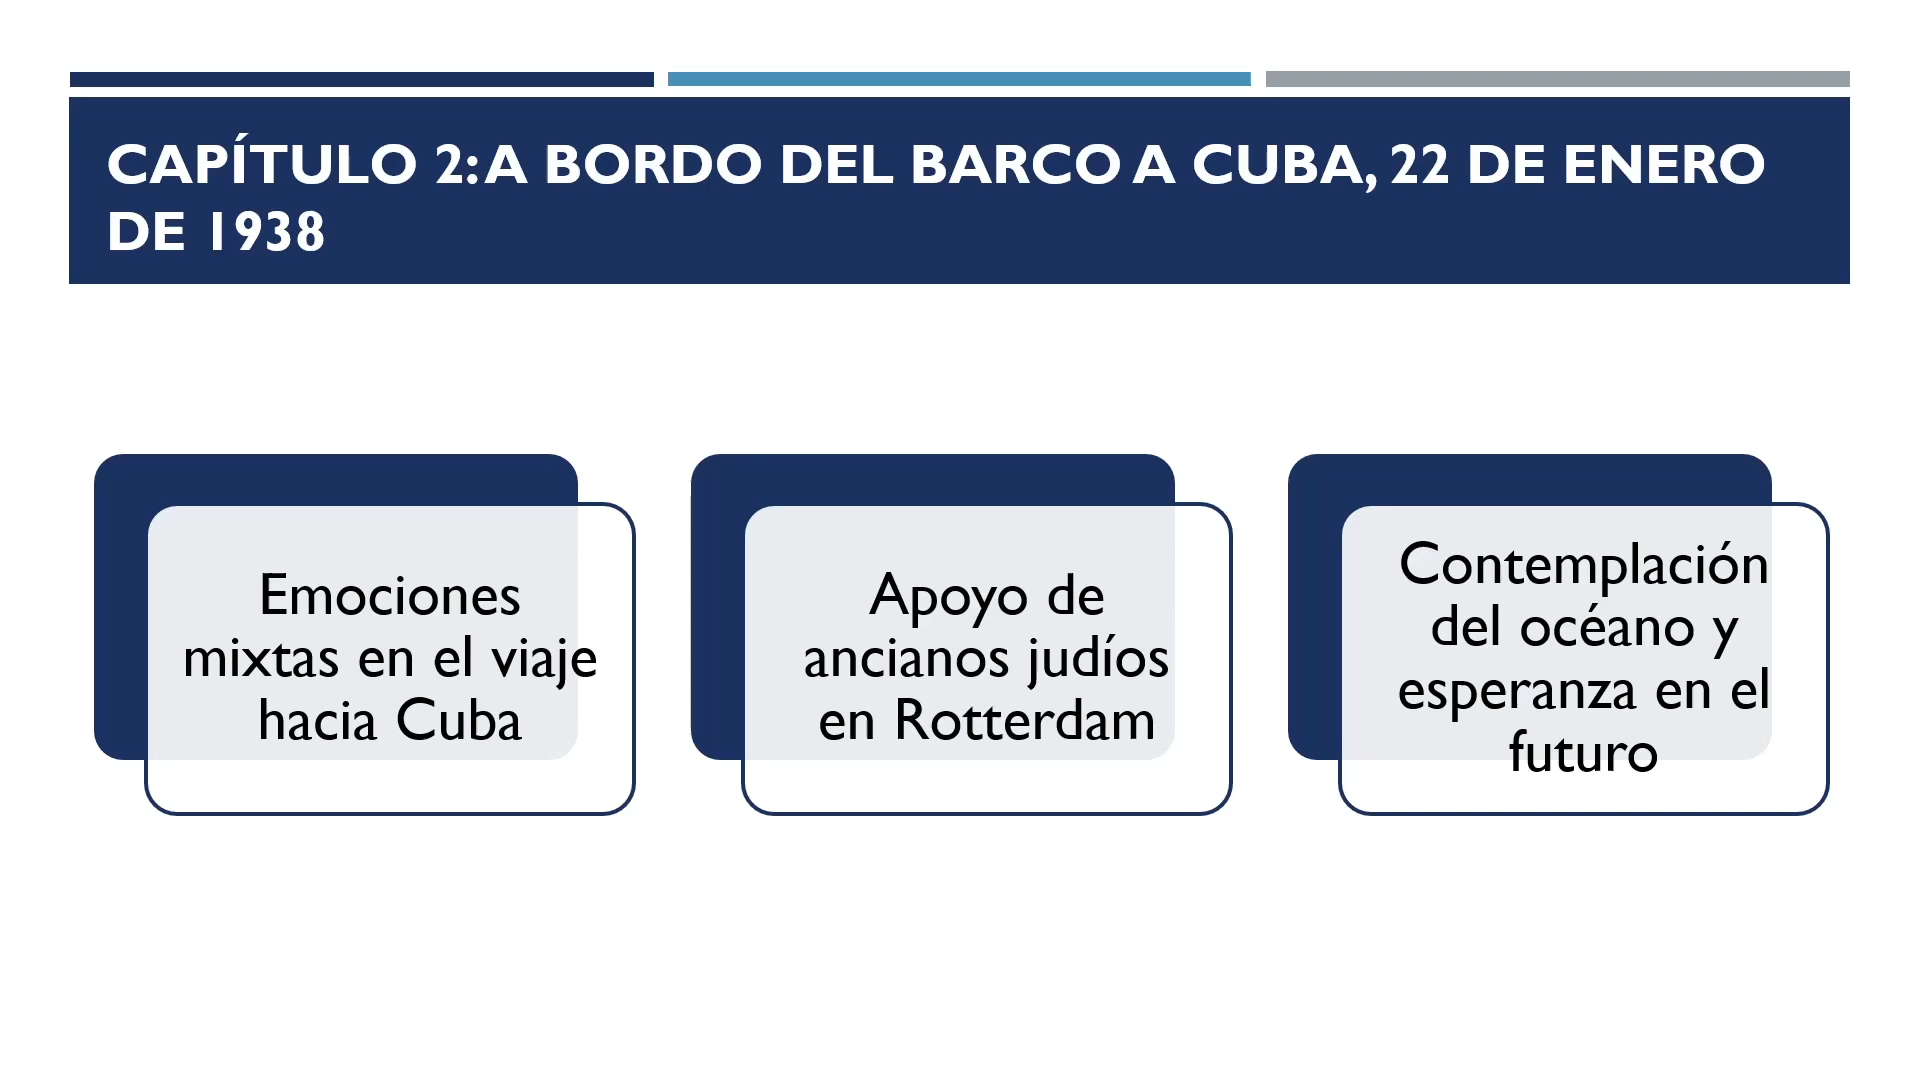 CAPÍTULO 2: A BORDO DEL BARCO A CUBA, 22 DE ENERO
DE 1938
Emociones
mixtas en el viaje
hacia Cuba
Apoyo de
ancianos judíos
en Rotterdam
Contemplación
del océano y
esperanza en el
futuro